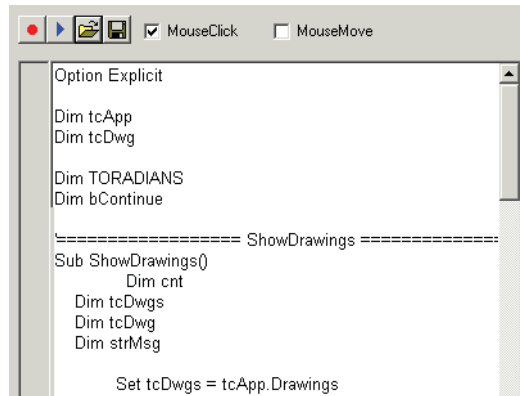 MouseClick MouseMove
Option Explicit
Dim tcApp
Dim tcDwg
Dim TORADIANS
Dim bContinue
'================== ShowDrawings ==============
Sub ShowDrawings()
Dim cnt
Dim tcDwgs
Dim tcDwg
Dim strMsg
Set tcDwgs = tcApp.Drawings